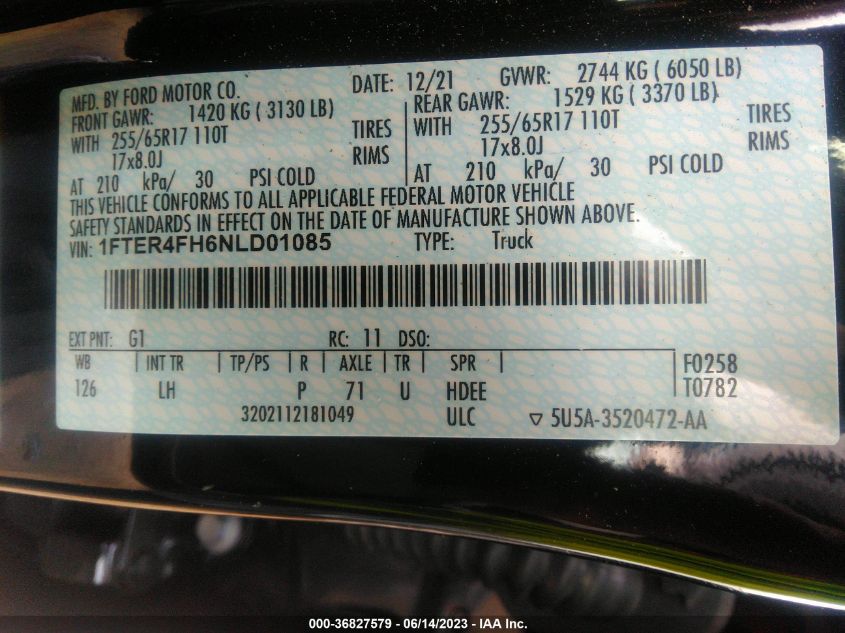 MFD. BY FORD MOTOR CO. DATE: 12/21 GVWR: 2744 KG ( 6050 LB)
FRONT GAWR: 1420 KG ( 3130 LB) REAR GAWR: 1529 KG ( 3370 LB)
WITH 255/65R17 110T TIRES WITH 255/65R17 110T TIRES
17x8.0J RIMS 17x8.0J RIMS
AT 210 kPa/ 30 PSI COLD AT 210 kPa/ 30 PSI COLD
THIS VEHICLE CONFORMS TO ALL APPLICABLE FEDERAL MOTOR VEHICLE
SAFETY STANDARDS IN EFFECT ON THE DATE OF MANUFACTURE SHOWN ABOVE.
VIN: 1FTER4FH6NLD01085 TYPE: Truck
EXT PNT: G1 RC: 11 DSO:
WB INT TR TP/PS R AXLE TR SPR F0258
126 LH P 71 U HDEE T0782
3202112181049 ULC ▽ 5U5A-3520472-AA
000-36827579 - 06/14/2023 - IAA Inc.